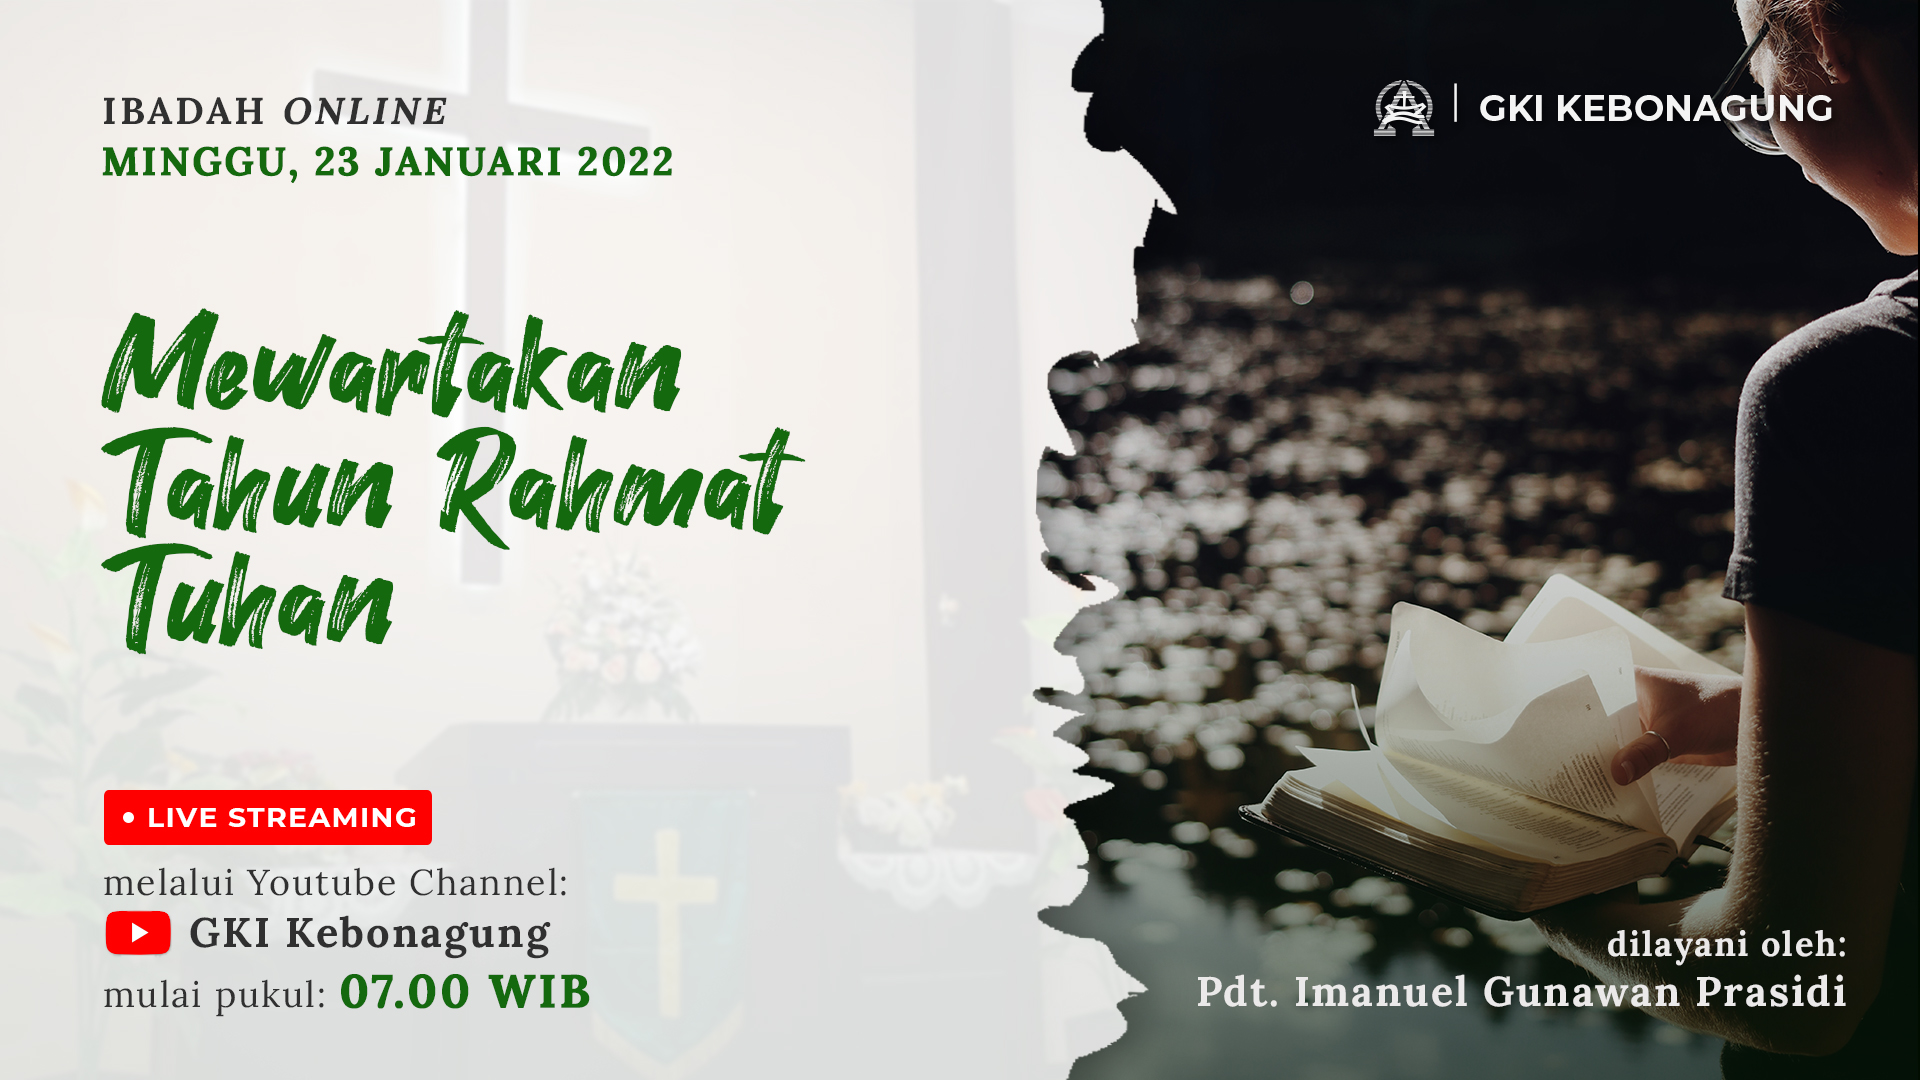 IBADAH ONLINE
MINGGU, 23 JANUARI 2022
GKI KEBONAGUNG
Mewartakan
Tahun Rahmat
Tuhan
LIVE STREAMING
melalui Youtube Channel:
GKI Kebonagung
mulai pukul: 07.00 WIB
dilayani oleh:
Pdt. Imanuel Gunawan Prasidi